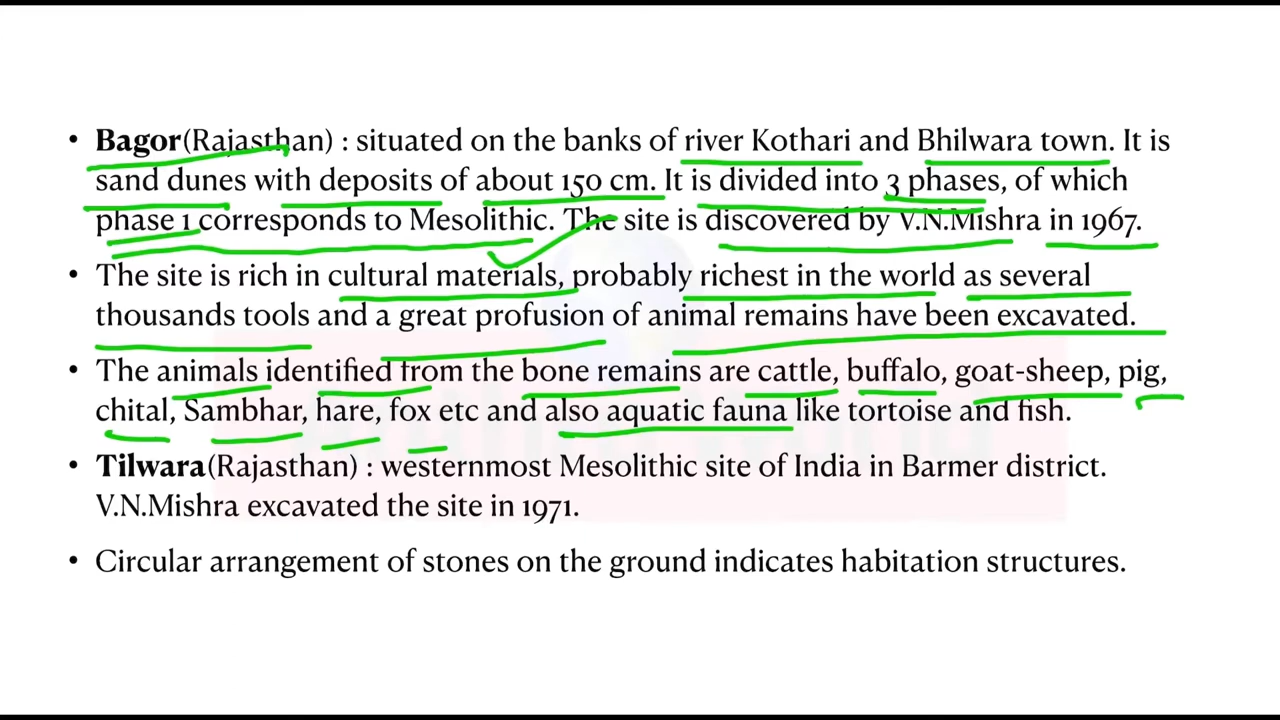 • Bagor(Rajasthan) : situated on the banks of river Kothari and Bhilwara town. It is
sand dunes with deposits of about 150 cm. It is divided into 3 phases, of which
phase 1 corresponds to Mesolithic. The site is discovered by V.N.Mishra in 1967.
• The site is rich in cultural materials, probably richest in the world as several
thousands tools and a great profusion of animal remains have been excavated.
• The animals identified from the bone remains are cattle, buffalo, goat-sheep, pig,
chital, Sambhar, hare, fox etc and also aquatic fauna like tortoise and fish.
• Tilwara(Rajasthan) : westernmost Mesolithic site of India in Barmer district.
V.N.Mishra excavated the site in 1971.
• Circular arrangement of stones on the ground indicates habitation structures.